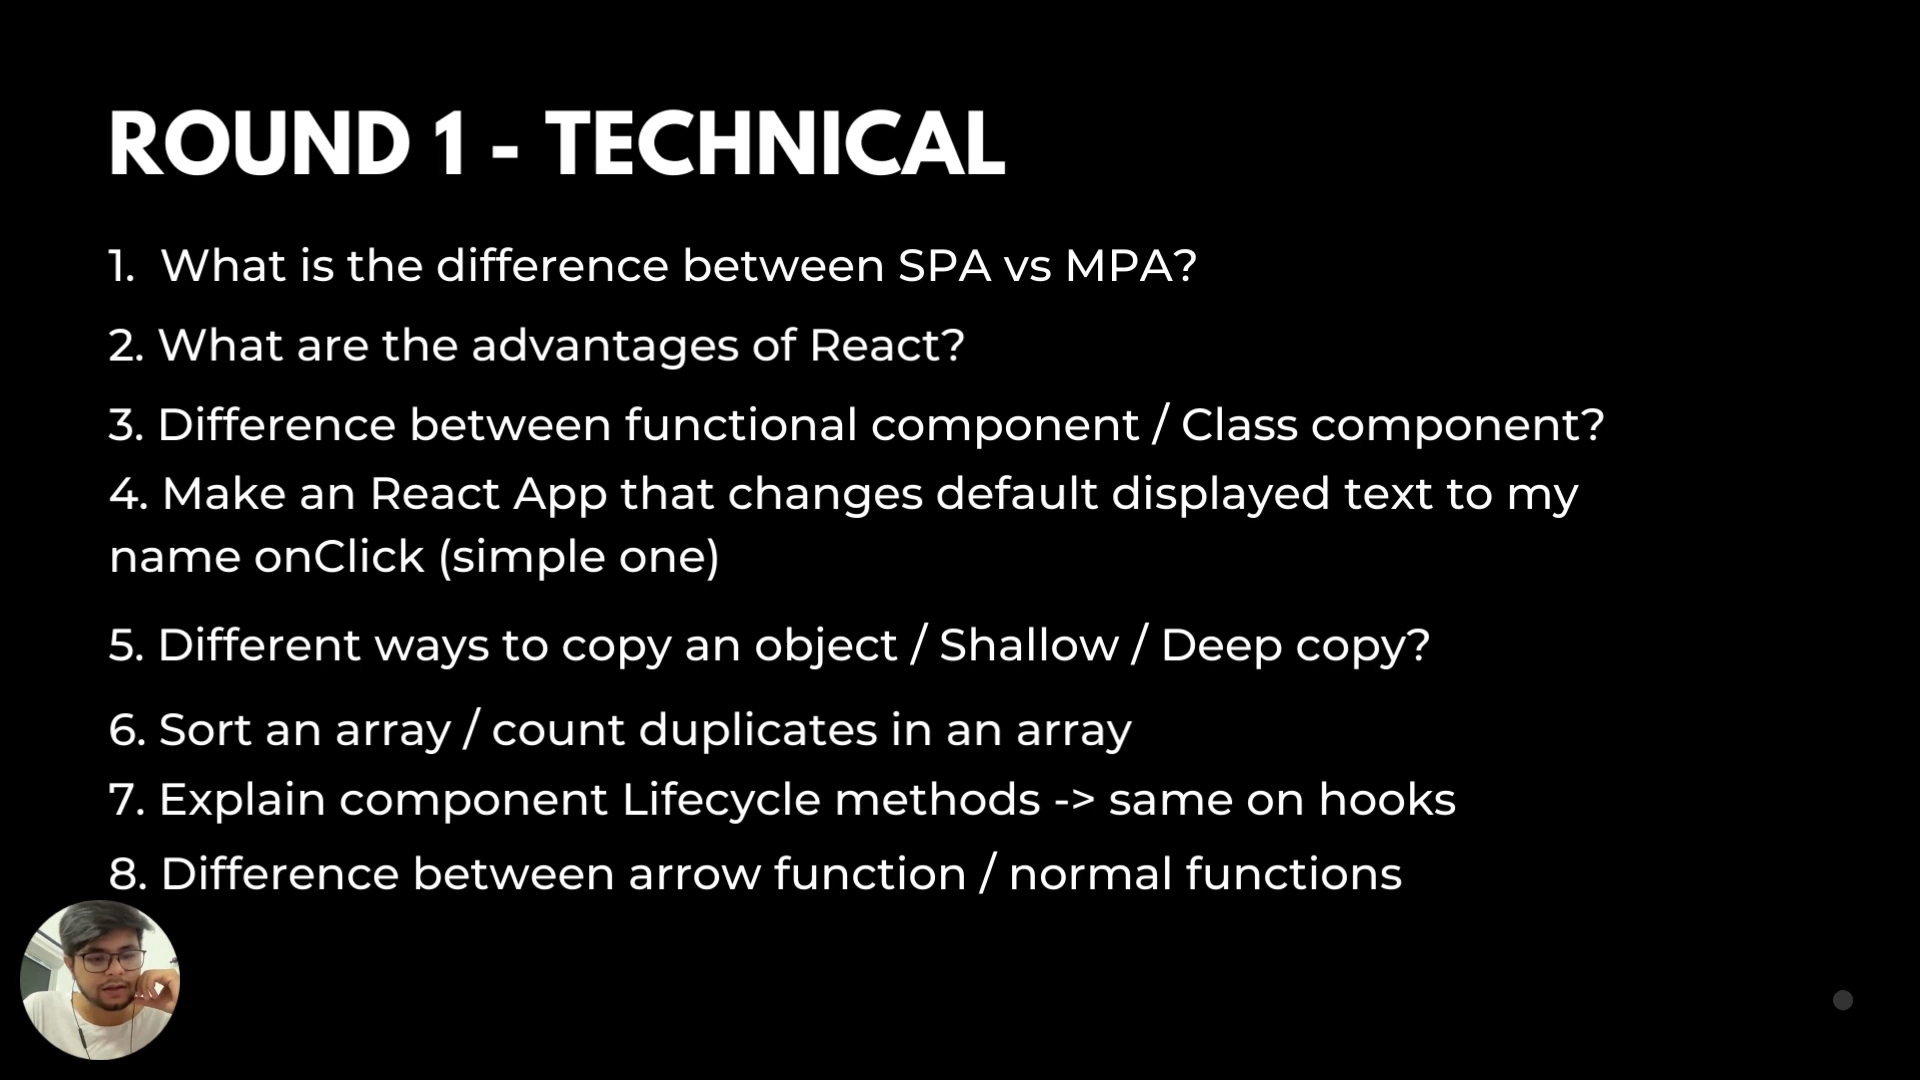 ROUND 1 - TECHNICAL
1. What is the difference between SPA vs MPA?
2. What are the advantages of React?
3. Difference between functional component / Class component?
4. Make an React App that changes default displayed text to my
name onClick (simple one)
5. Different ways to copy an object / Shallow / Deep copy?
6. Sort an array / count duplicates in an array
7. Explain component Lifecycle methods -> same on hooks
8. Difference between arrow function / normal functions